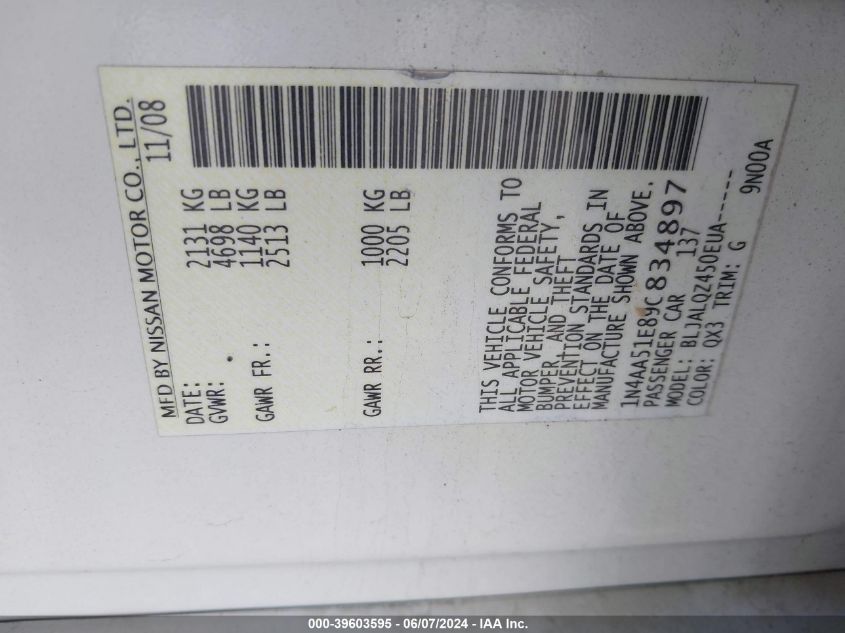 MFD BY NISSAN MOTOR CO., LTD.
DATE: 11/08
GVWR: 2131 KG
4698 LB
GAWR FR.: 1140 KG
2513 LB
GAWR RR.: 1000 KG
2205 LB
THIS VEHICLE CONFORMS TO
ALL APPLICABLE FEDERAL
MOTOR VEHICLE SAFETY,
BUMPER, AND THEFT
PREVENTION STANDARDS IN
EFFECT ON THE DATE OF
MANUFACTURE SHOWN ABOVE.
1N4AA51E89C834897
PASSENGER CAR 137
MODEL: BLJALQZ450EUA-----
COLOR: QX3 TRIM: G 9N00A
000-39603595 - 06/07/2024 - IAA Inc.